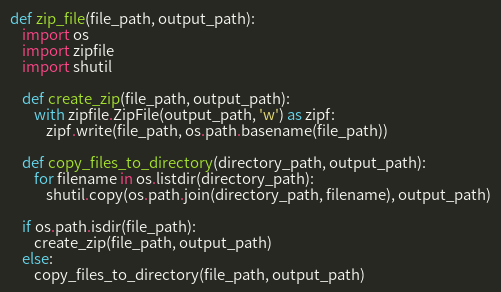 def zip_file(file_path, output_path):
    import os
    import zipfile
    import shutil

    def create_zip(file_path, output_path):
        with zipfile.ZipFile(output_path, 'w') as zipf:
            zipf.write(file_path, os.path.basename(file_path))

    def copy_files_to_directory(directory_path, output_path):
        for filename in os.listdir(directory_path):
            shutil.copy(os.path.join(directory_path, filename), output_path)

    if os.path.isdir(file_path):
        create_zip(file_path, output_path)
    else:
        copy_files_to_directory(file_path, output_path)